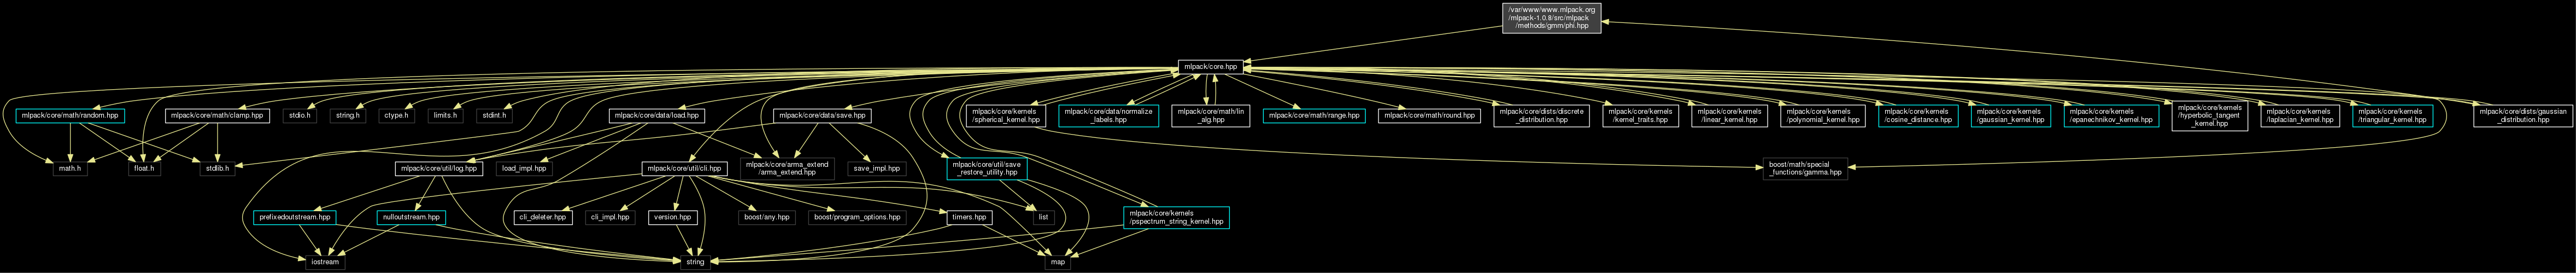 /var/www/www.mlpack.org
/mlpack-1.0.8/src/mlpack
/methods/gmm/phi.hpp
mlpack/core.hpp
mlpack/core/math/random.hpp
mlpack/core/math/clamp.hpp
stdio.h
string.h
ctype.h
limits.h
stdint.h
mlpack/core/data/load.hpp
mlpack/core/data/save.hpp
mlpack/core/kernels
/spherical_kernel.hpp
mlpack/core/data/normalize
_labels.hpp
mlpack/core/math/lin
_alg.hpp
mlpack/core/math/range.hpp
mlpack/core/math/round.hpp
mlpack/core/dists/discrete
_distribution.hpp
mlpack/core/kernels
/kernel_traits.hpp
mlpack/core/kernels
/linear_kernel.hpp
mlpack/core/kernels
/polynomial_kernel.hpp
mlpack/core/kernels
/cosine_distance.hpp
mlpack/core/kernels
/gaussian_kernel.hpp
mlpack/core/kernels
/epanechnikov_kernel.hpp
mlpack/core/kernels
/hyperbolic_tangent
_kernel.hpp
mlpack/core/kernels
/laplacian_kernel.hpp
mlpack/core/kernels
/triangular_kernel.hpp
mlpack/core/dists/gaussian
_distribution.hpp
math.h
float.h
stdlib.h
mlpack/core/util/log.hpp
load_impl.hpp
mlpack/core/util/cli.hpp
mlpack/core/arma_extend
/arma_extend.hpp
save_impl.hpp
mlpack/core/util/save
_restore_utility.hpp
boost/math/special
_functions/gamma.hpp
prefixedoutstream.hpp
nulloutstream.hpp
cli_deleter.hpp
cli_impl.hpp
version.hpp
boost/any.hpp
boost/program_options.hpp
timers.hpp
list
mlpack/core/kernels
/pspectrum_string_kernel.hpp
iostream
string
map